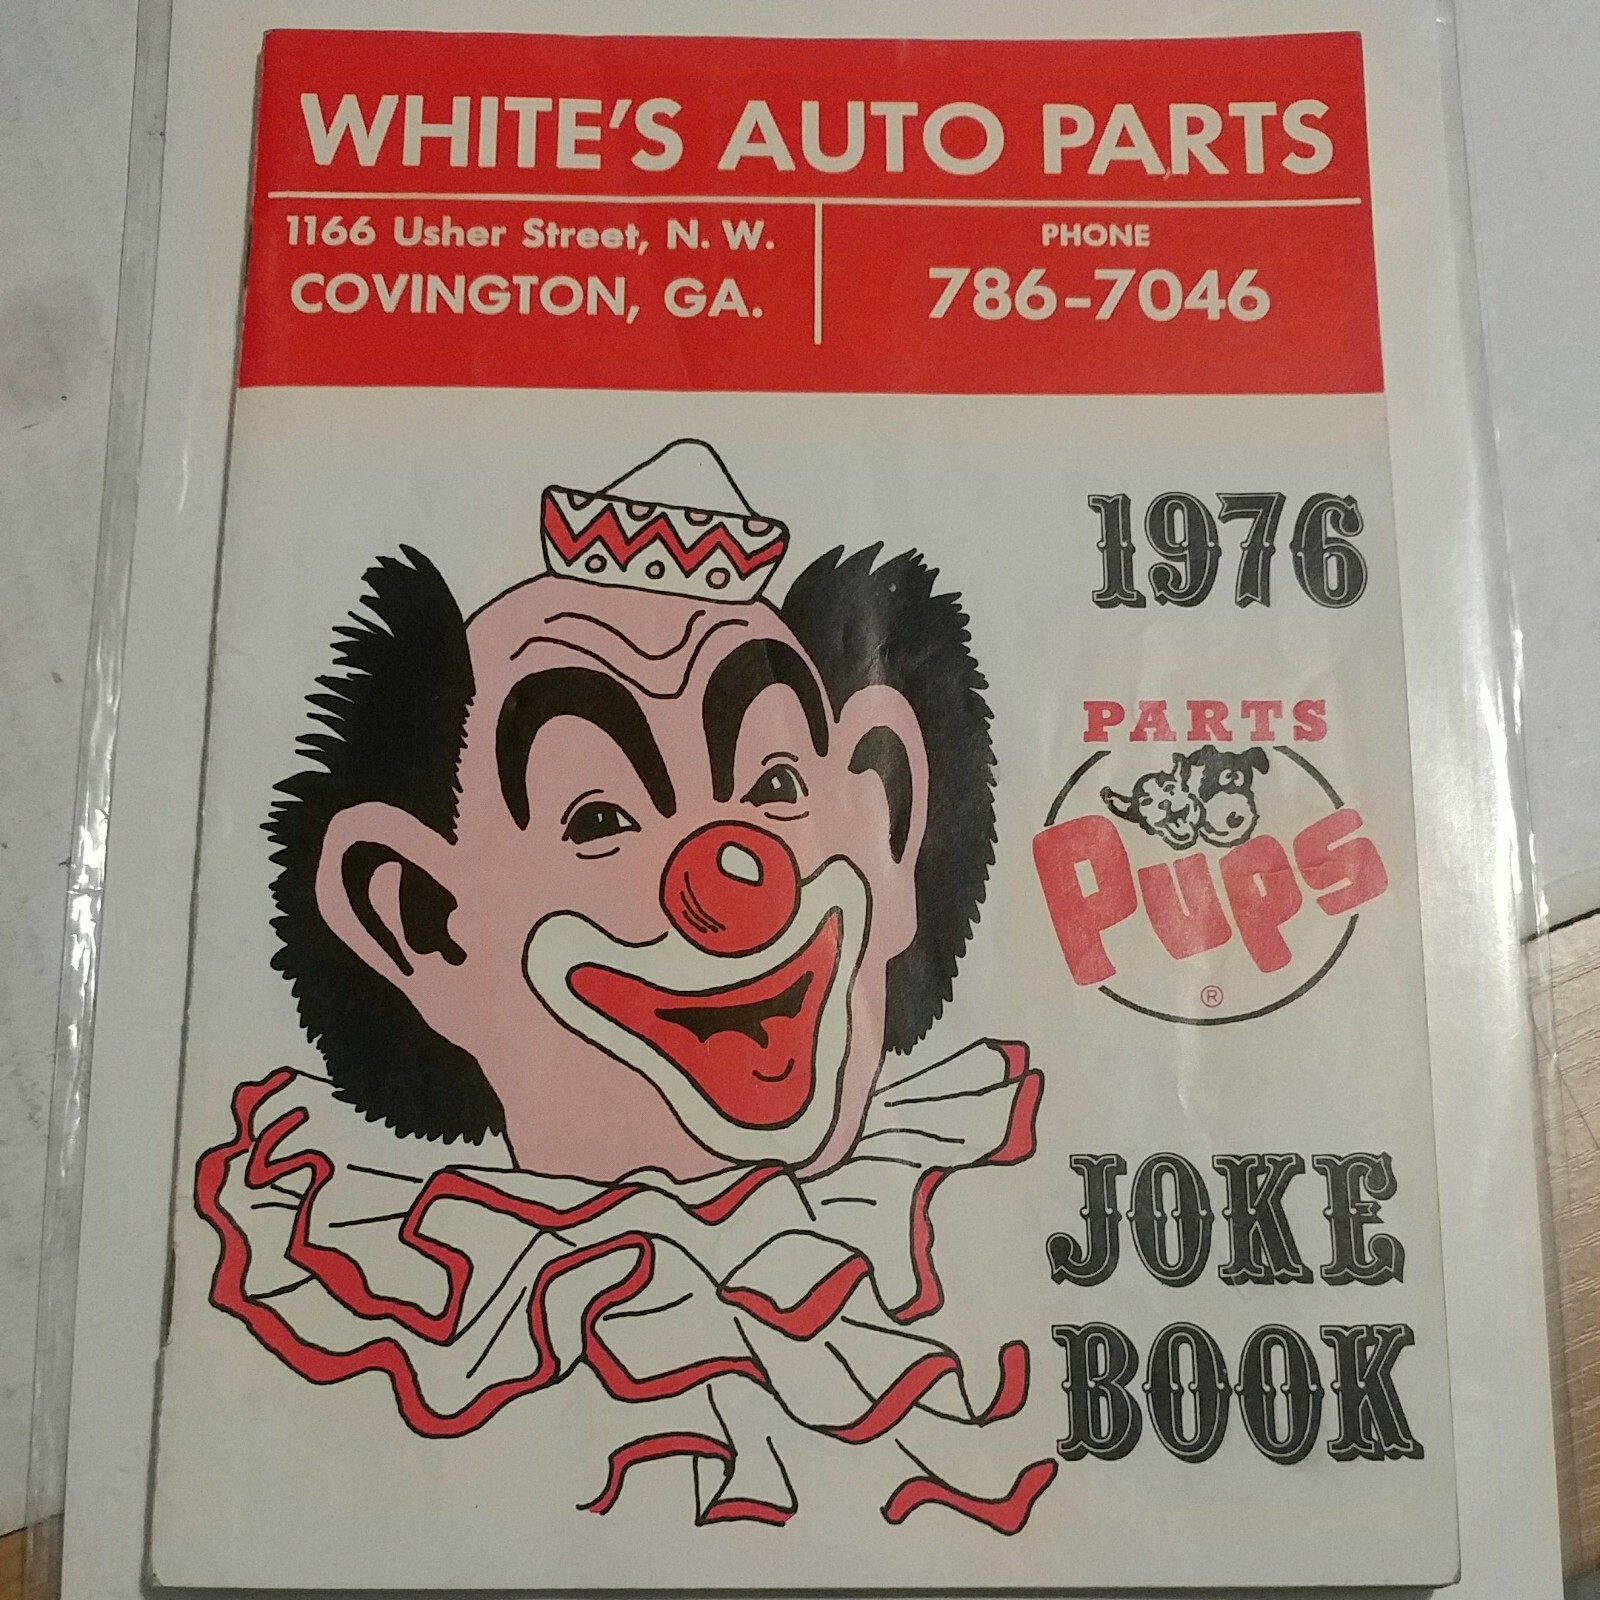 WHITE'S AUTO PARTS
1166 Usher Street, N. W.
COVINGTON, GA.
PHONE
786-7046
1976
PARTS
Pups
®
JOKE
BOOK